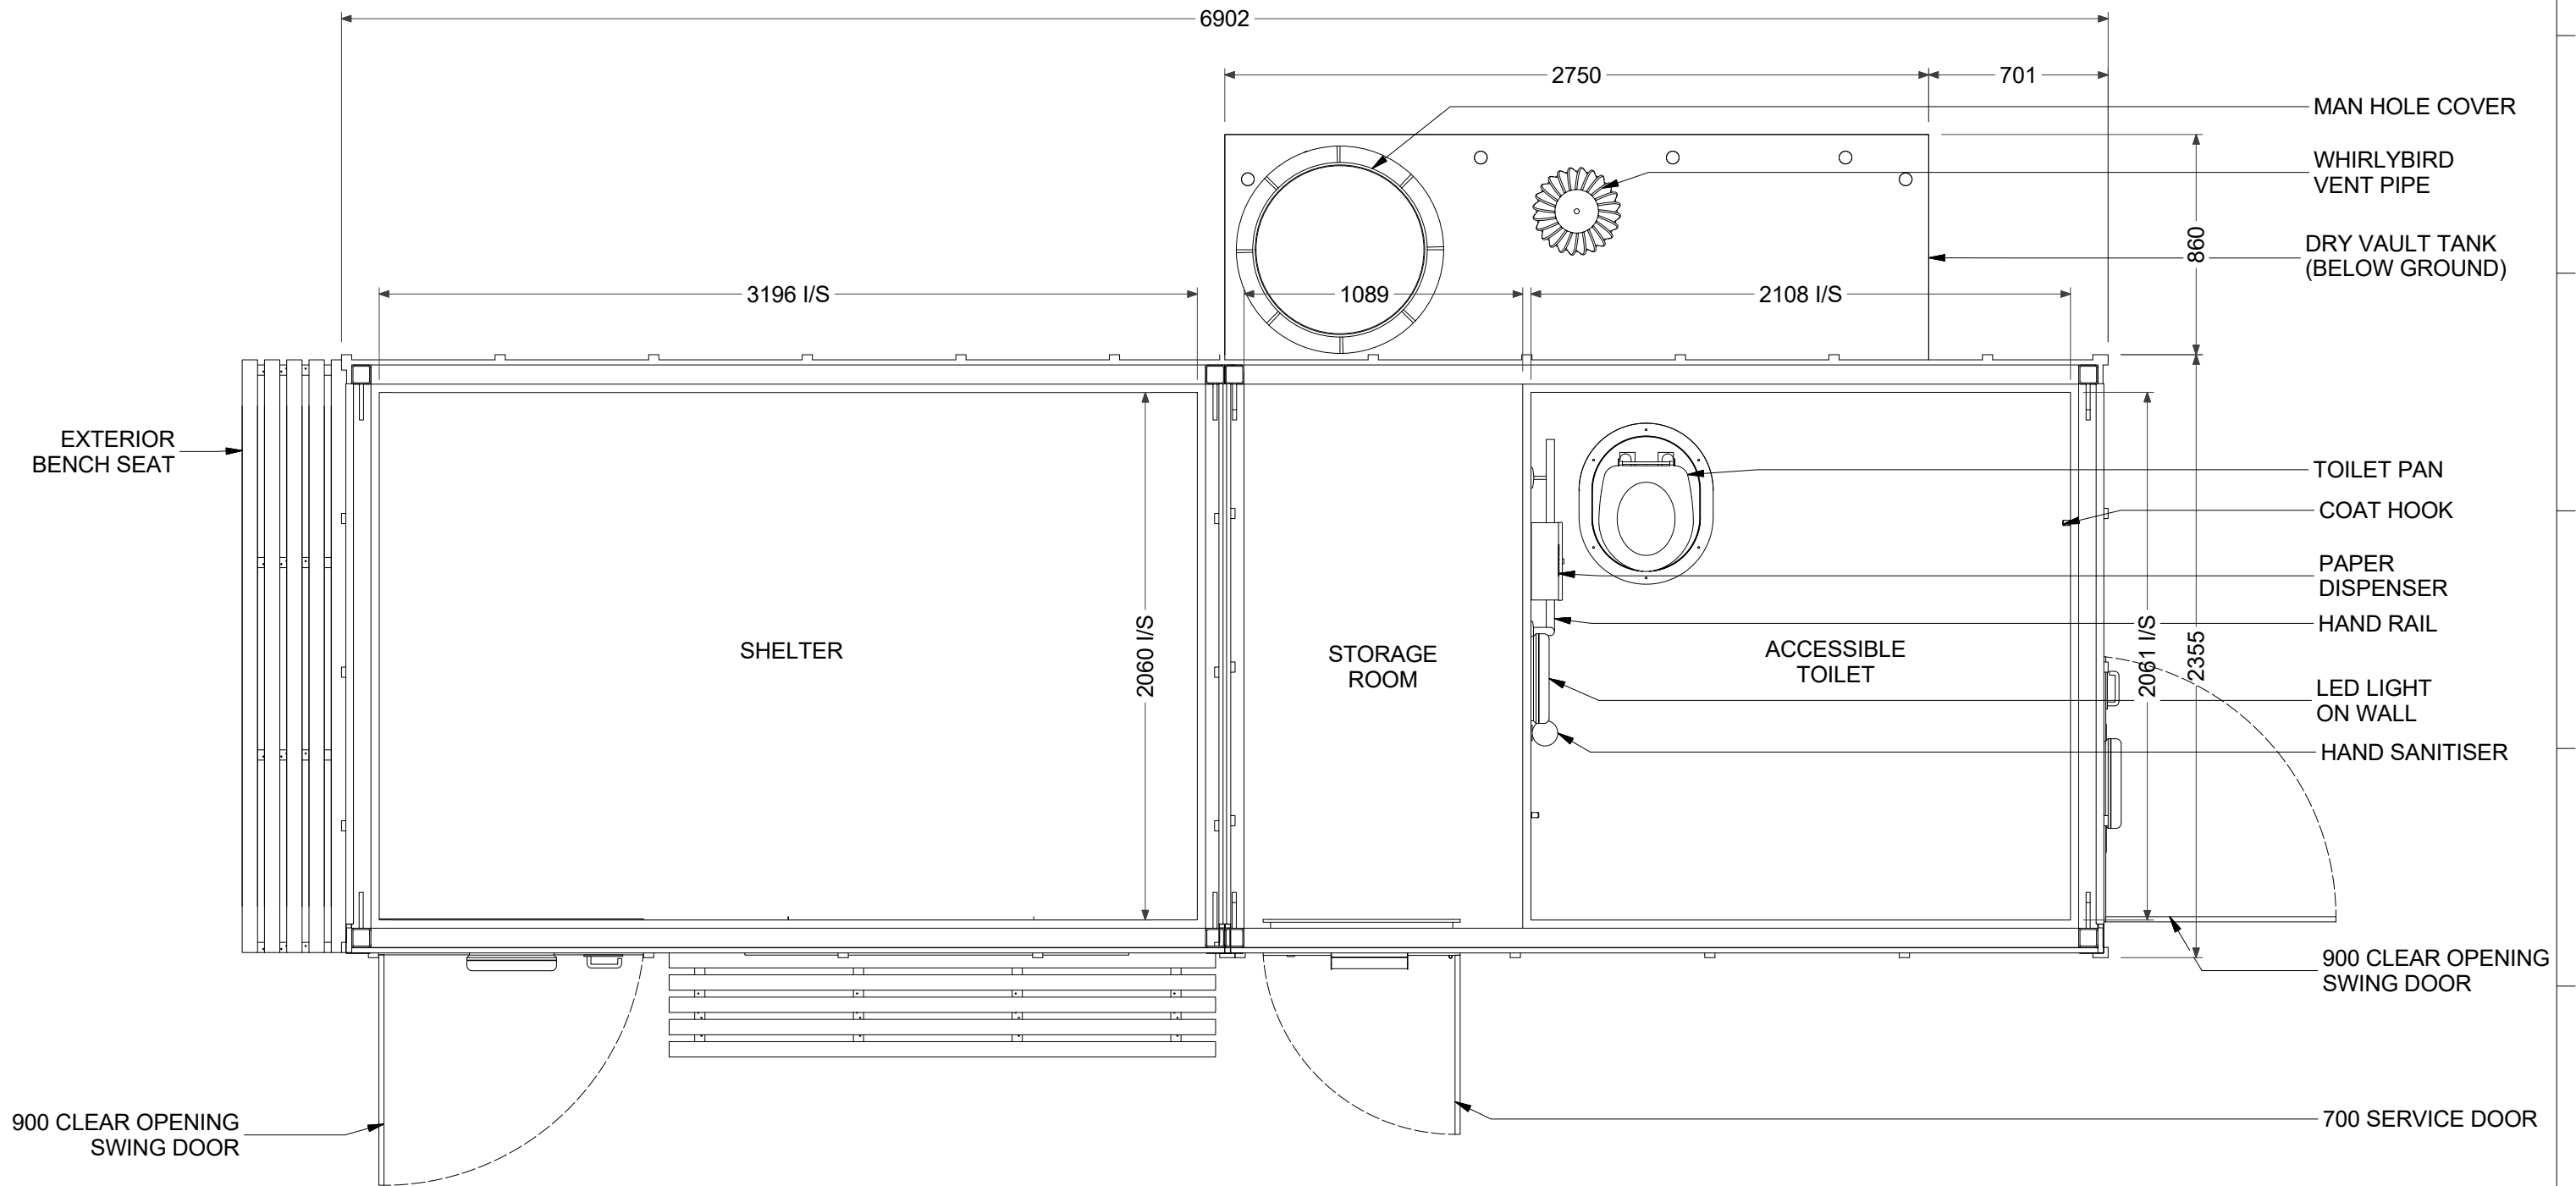 6902
2750
701
MAN HOLE COVER
WHIRLYBIRD
VENT PIPE
860
DRY VAULT TANK
(BELOW GROUND)
3196 I/S
1089
2108 I/S
EXTERIOR
BENCH SEAT
TOILET PAN
COAT HOOK
PAPER
DISPENSER
HAND RAIL
SHELTER
2060 I/S
STORAGE
ROOM
ACCESSIBLE
TOILET
2061 I/S
2355
LED LIGHT
ON WALL
HAND SANITISER
900 CLEAR OPENING
SWING DOOR
900 CLEAR OPENING
SWING DOOR
700 SERVICE DOOR